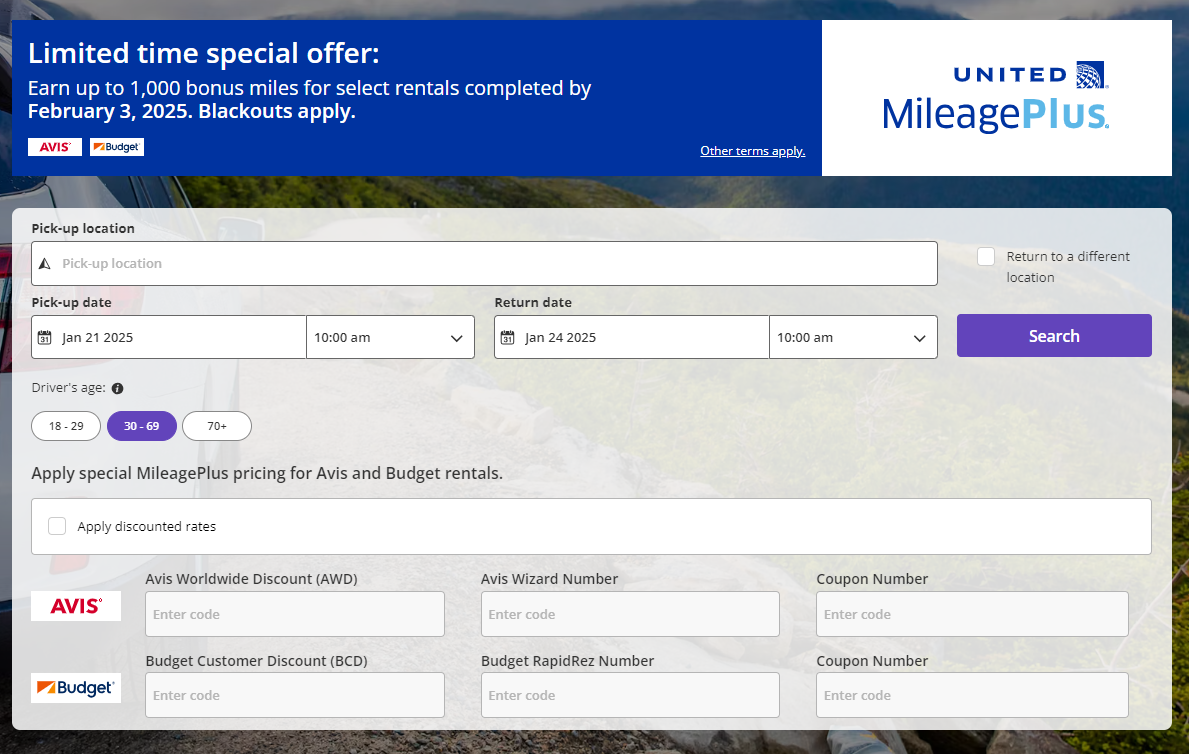 Limited time special offer:
Earn up to 1,000 bonus miles for select rentals completed by
February 3, 2025. Blackouts apply.
AVIS Budget
Other terms apply.
UNITED
MileagePlus
Pick-up location
Pick-up location
Return to a different
location
Pick-up date
Return date
31 Jan 21 2025 10:00 am
31 Jan 24 2025 10:00 am
Search
Driver's age:
18 - 29 30 - 69 70+
Apply special MileagePlus pricing for Avis and Budget rentals.
Apply discounted rates
AVIS
Avis Worldwide Discount (AWD) Avis Wizard Number Coupon Number
Enter code Enter code Enter code
Budget
Budget Customer Discount (BCD) Budget RapidRez Number Coupon Number
Enter code Enter code Enter code